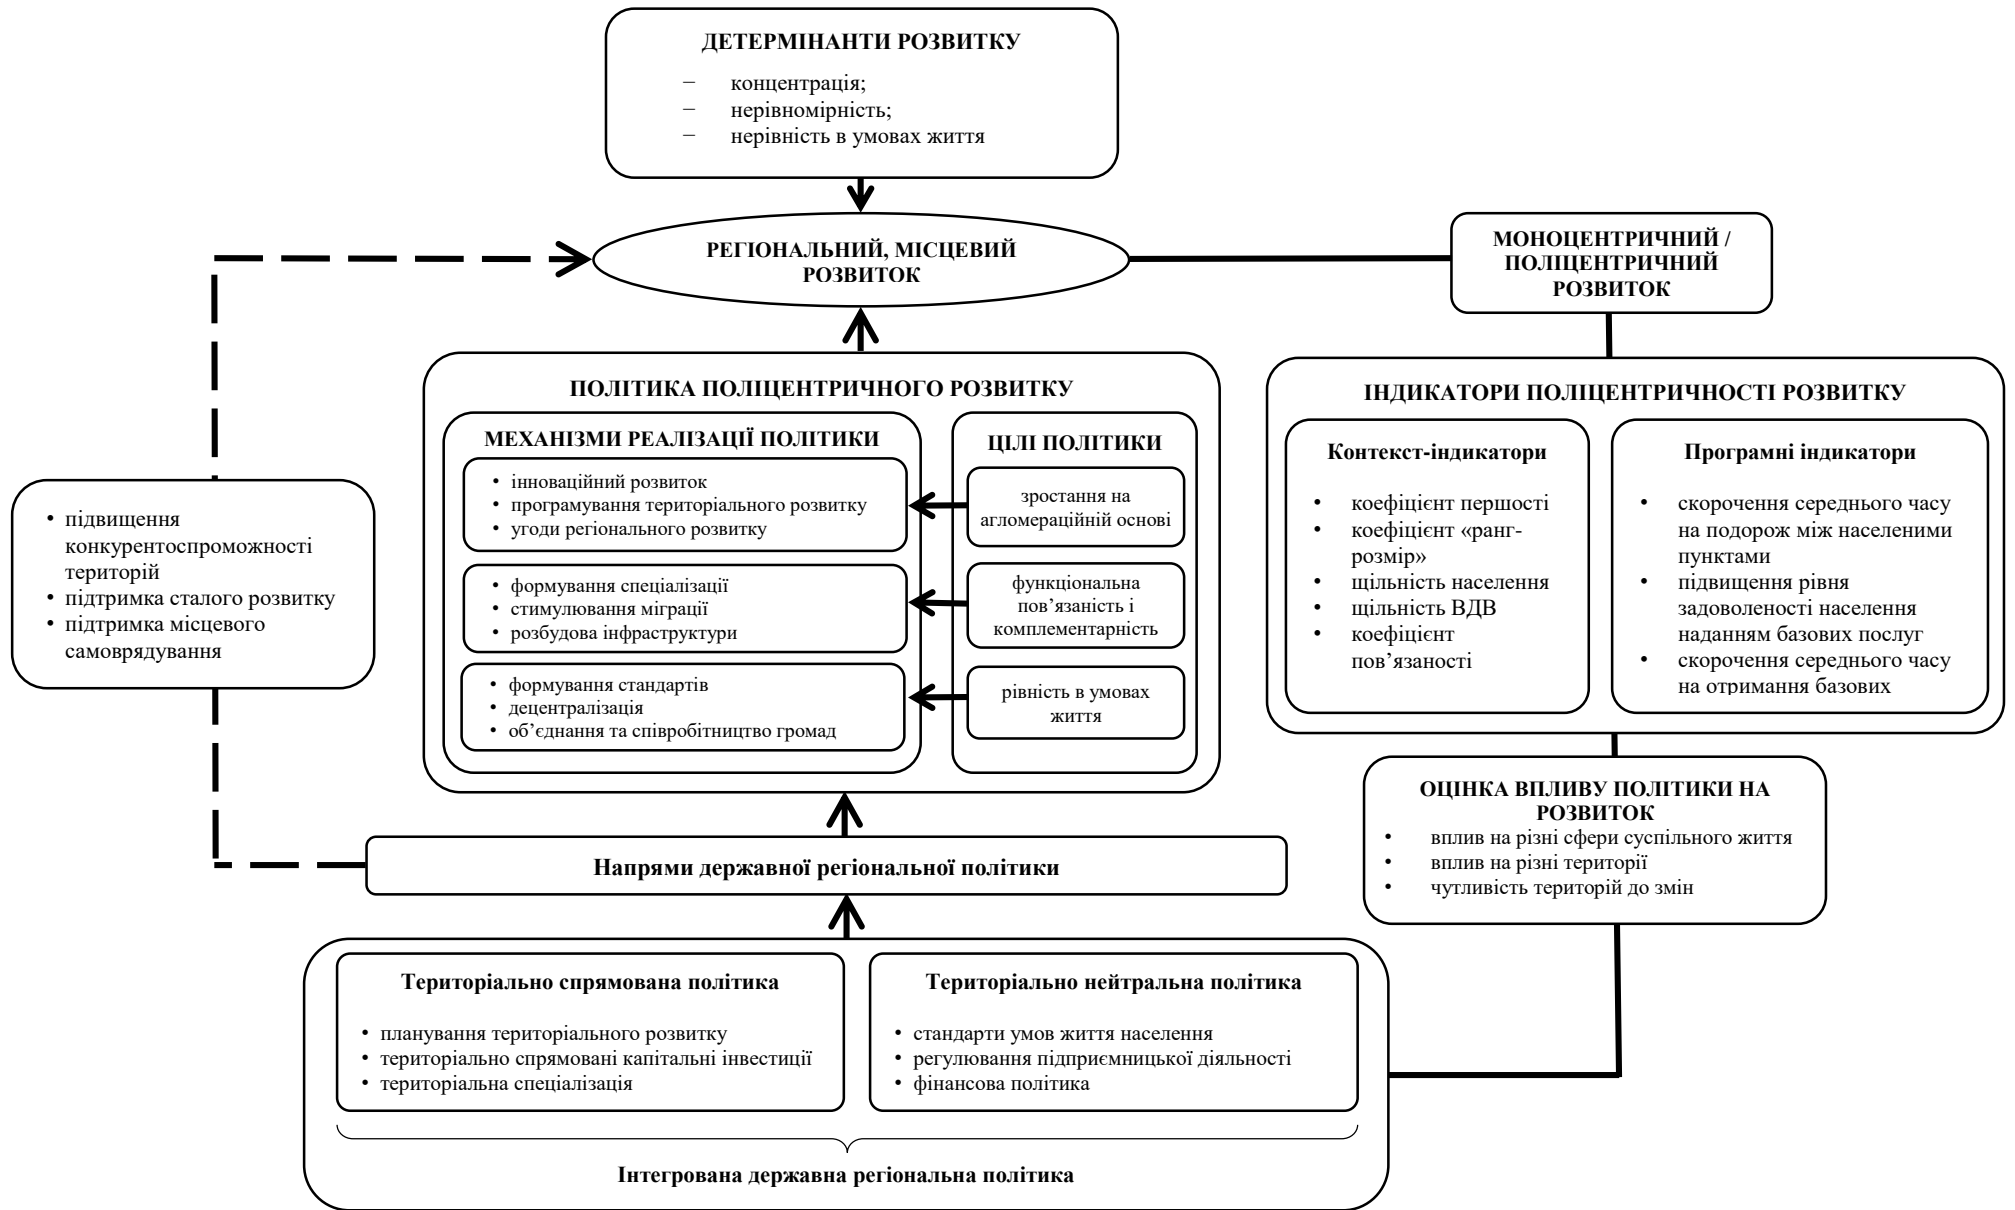 ДЕТЕРМІНАНТИ РОЗВИТКУ
– концентрація;
– нерівномірність;
– нерівність в умовах життя
РЕГІОНАЛЬНИЙ, МІСЦЕВИЙ
РОЗВИТОК
МОНОЦЕНТРИЧНИЙ /
ПОЛІЦЕНТРИЧНИЙ
РОЗВИТОК
• підвищення
конкурентоспроможності
територій
• підтримка сталого розвитку
• підтримка місцевого
самоврядування
ПОЛІТИКА ПОЛІЦЕНТРИЧНОГО РОЗВИТКУ
МЕХАНІЗМИ РЕАЛІЗАЦІЇ ПОЛІТИКИ
• інноваційний розвиток
• програмування територіального розвитку
• угоди регіонального розвитку
• формування спеціалізації
• стимулювання міграції
• розбудова інфраструктури
• формування стандартів
• децентралізація
• об’єднання та співробітництво громад
ЦІЛІ ПОЛІТИКИ
зростання на
агломераційній основі
функціональна
пов’язаність і
комплементарність
рівність в умовах
життя
ІНДИКАТОРИ ПОЛІЦЕНТРИЧНОСТІ РОЗВИТКУ
Контекст-індикатори
• коефіцієнт першості
• коефіцієнт «ранг-
розмір»
• щільність населення
• щільність ВДВ
• коефіцієнт
пов’язаності
Програмні індикатори
• скорочення середнього часу
на подорож між населеними
пунктами
• підвищення рівня
задоволеності населення
наданням базових послуг
• скорочення середнього часу
на отримання базових
ОЦІНКА ВПЛИВУ ПОЛІТИКИ НА
РОЗВИТОК
• вплив на різні сфери суспільного життя
• вплив на різні території
• чутливість територій до змін
Напрями державної регіональної політики
Територіально спрямована політика
• планування територіального розвитку
• територіально спрямовані капітальні інвестиції
• територіальна спеціалізація
Територіально нейтральна політика
• стандарти умов життя населення
• регулювання підприємницької діяльності
• фінансова політика
Інтегрована державна регіональна політика